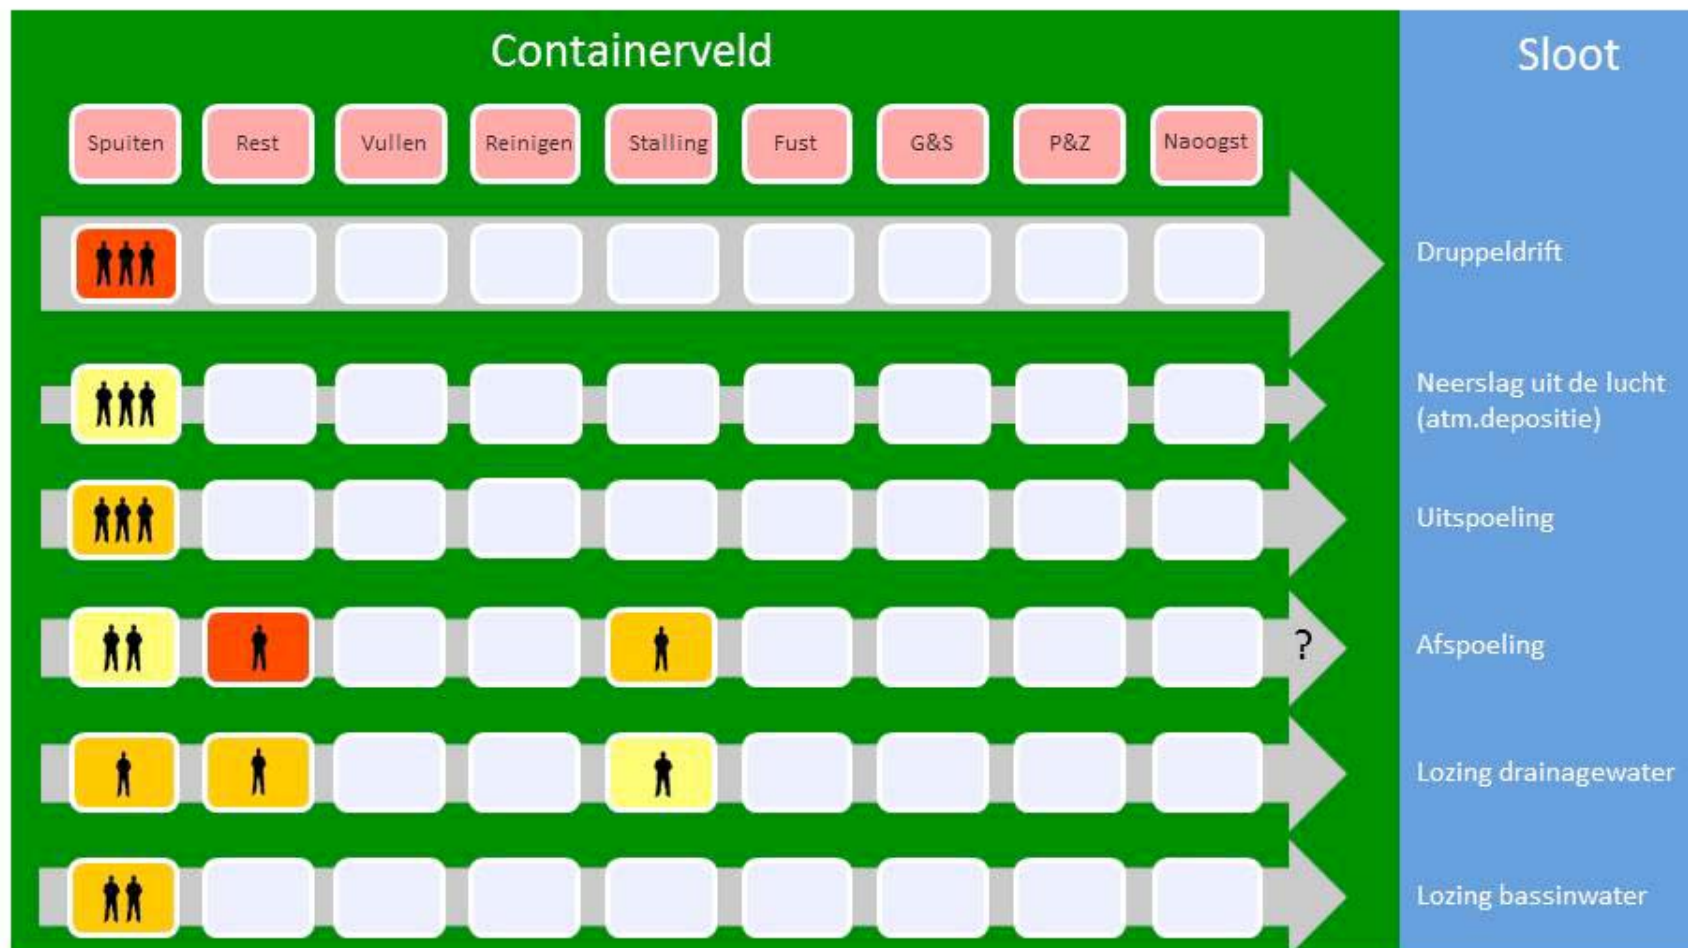 Containerveld
Sloot
Spuiten
Rest
Vullen
Reinigen
Stalling
Fust
G&S
P&Z
Naoogst
Druppeldrift
Neerslag uit de lucht
(atm.depositie)
Uitspoeling
?
Afspoeling
Lozing drainagewater
Lozing bassinwater